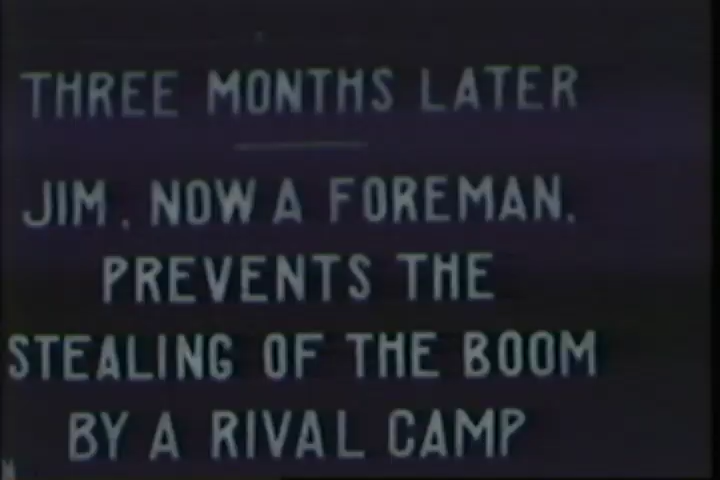 THREE MONTHS LATER
JIM, NOW A FOREMAN,
PREVENTS THE
STEALING OF THE BOOM
BY A RIVAL CAMP